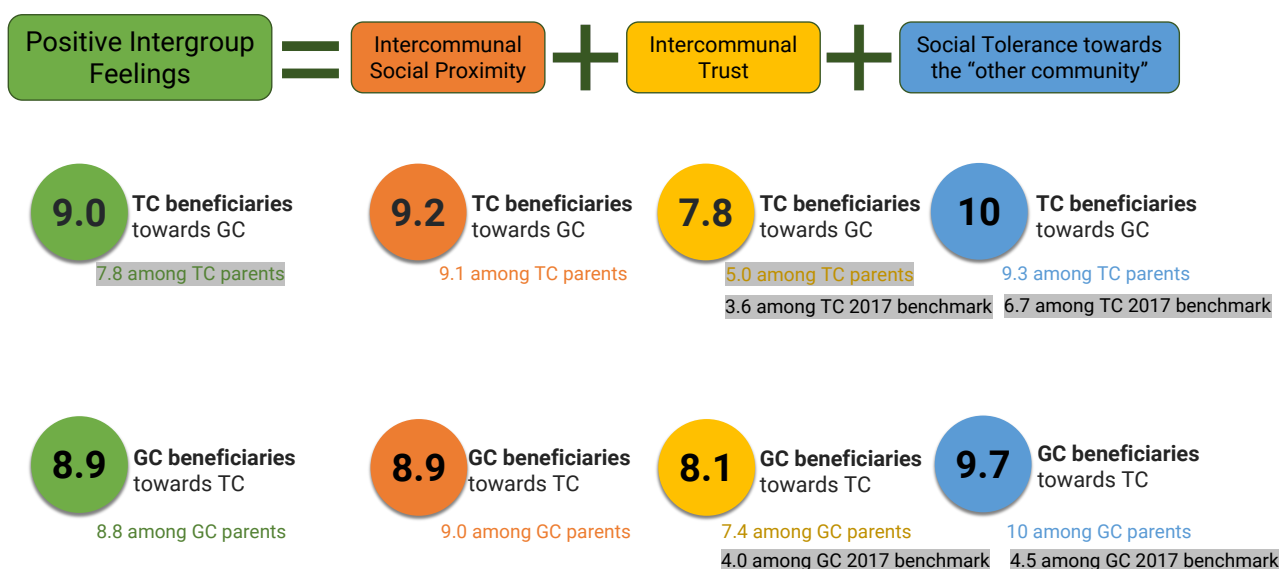 Positive Intergroup
Feelings
=
Intercommunal
Social Proximity
+
Intercommunal
Trust
+
Social Tolerance towards
the “other community”
9.0
TC beneficiaries
towards GC
7.8 among TC parents
9.2
TC beneficiaries
towards GC
9.1 among TC parents
7.8
TC beneficiaries
towards GC
5.0 among TC parents
3.6 among TC 2017 benchmark
10
TC beneficiaries
towards GC
9.3 among TC parents
6.7 among TC 2017 benchmark
8.9
GC beneficiaries
towards TC
8.8 among GC parents
8.9
GC beneficiaries
towards TC
9.0 among GC parents
8.1
GC beneficiaries
towards TC
7.4 among GC parents
4.0 among GC 2017 benchmark
9.7
GC beneficiaries
towards TC
10 among GC parents
4.5 among GC 2017 benchmark